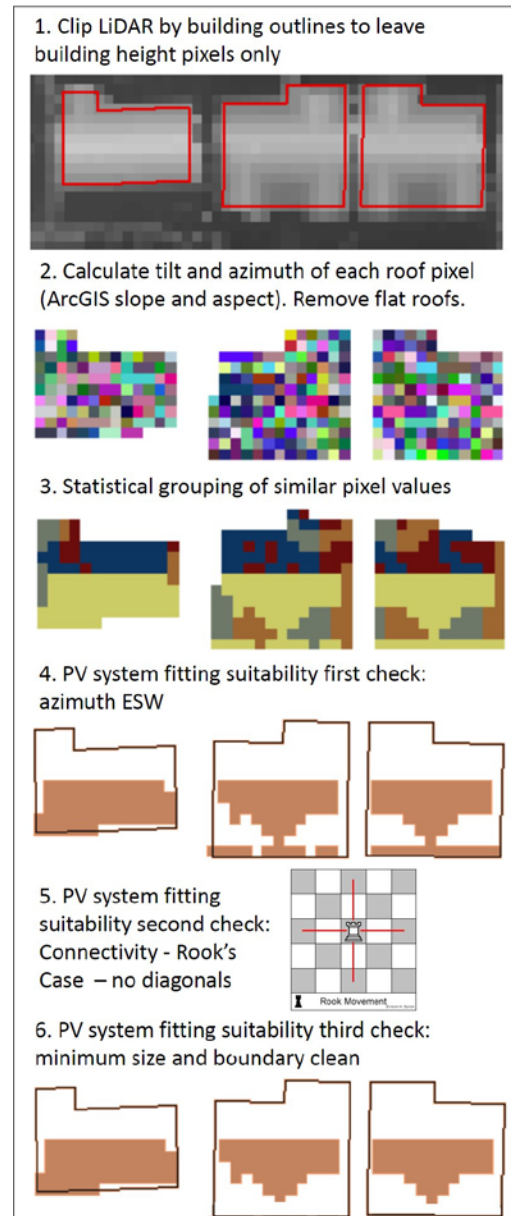 1. Clip LiDAR by building outlines to leave
building height pixels only
2. Calculate tilt and azimuth of each roof pixel
(ArcGIS slope and aspect). Remove flat roofs.
3. Statistical grouping of similar pixel values
4. PV system fitting suitability first check:
azimuth ESW
5. PV system fitting
suitability second check:
Connectivity - Rook's
Case – no diagonals
Rook Movement
6. PV system fitting suitability third check:
minimum size and boundary clean